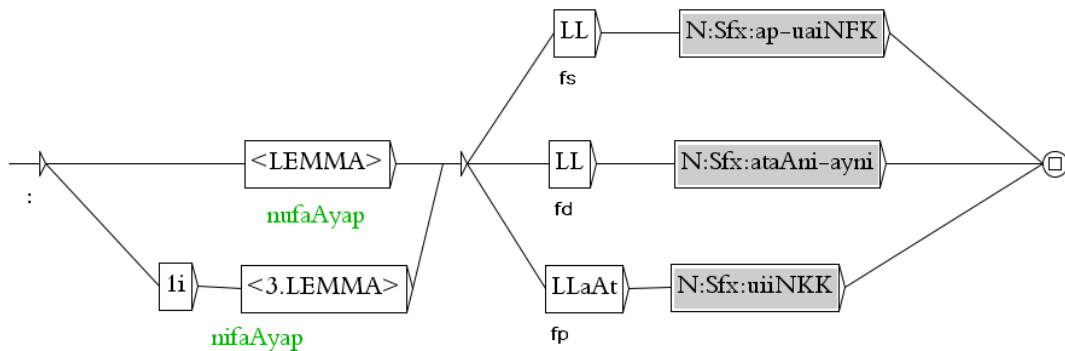 LL N:Sfx:ap-uaiNFK
fs
<LEMMA> LL N:Sfx:ataAni-ayni
:
nufaAyap fd
1i <3.LEMMA> LLaAt N:Sfx:uiiNKK
nifaAyap fp